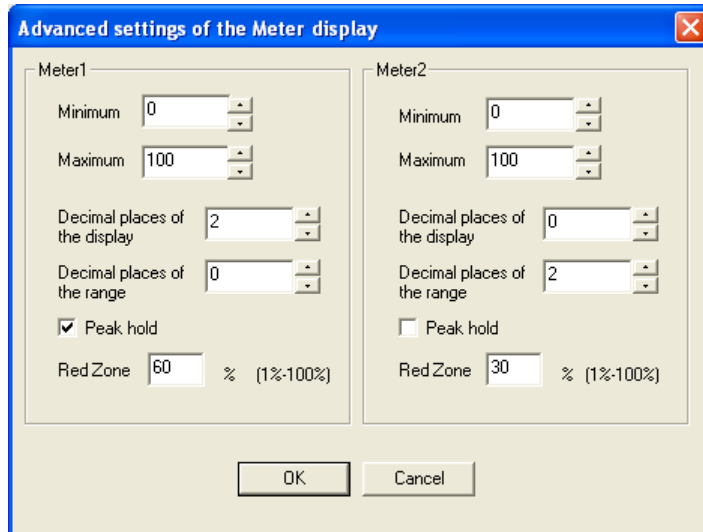 Advanced settings of the Meter display
Meter1
Minimum 0
Maximum 100
Decimal places of
the display 2
Decimal places of
the range 0
Peak hold
Red Zone 60 % (1%-100%)
Meter2
Minimum 0
Maximum 100
Decimal places of
the display 0
Decimal places of
the range 2
Peak hold
Red Zone 30 % (1%-100%)
OK Cancel